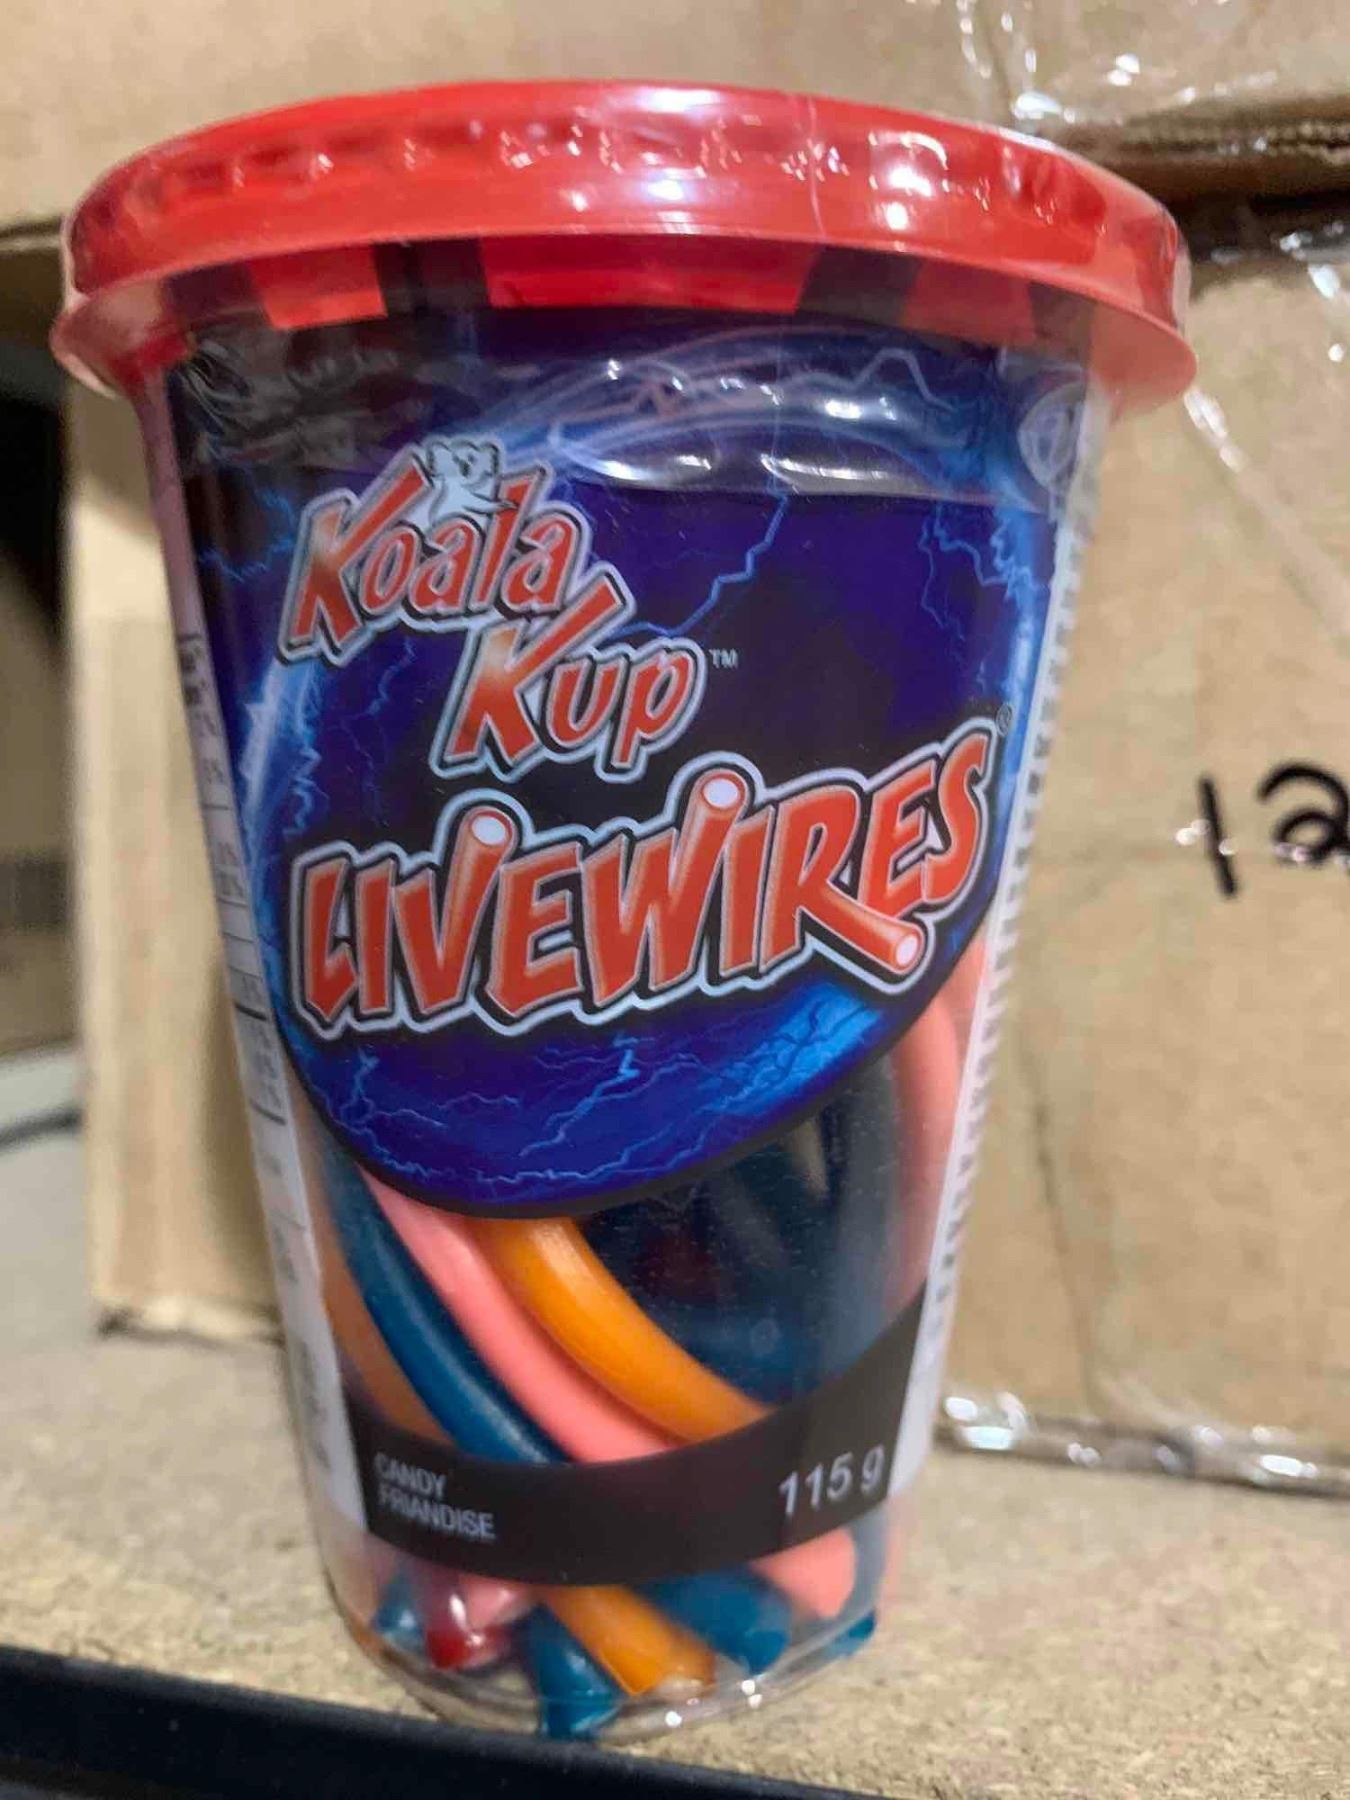 Koala
Kup™
LIVEWIRES®
CANDY
FRIANDISE
115 g
12